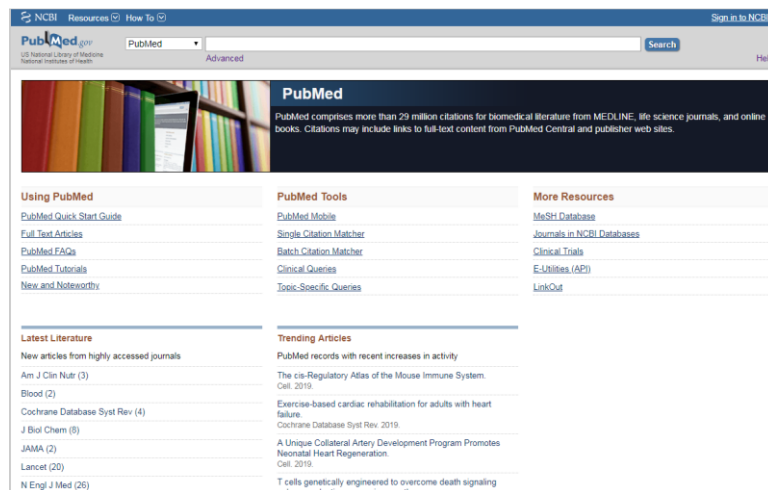 NCBI Resources How To Sign in to NCBI
PubMed.gov
US National Library of Medicine
National Institutes of Health
PubMed
Search
Advanced
Hel
PubMed
PubMed comprises more than 29 million citations for biomedical literature from MEDLINE, life science journals, and online
books. Citations may include links to full-text content from PubMed Central and publisher web sites.
Using PubMed
PubMed Quick Start Guide
Full Text Articles
PubMed FAQs
PubMed Tutorials
New and Noteworthy
PubMed Tools
PubMed Mobile
Single Citation Matcher
Batch Citation Matcher
Clinical Queries
Topic-Specific Queries
More Resources
MeSH Database
Journals in NCBI Databases
Clinical Trials
E-Utilities (API)
LinkOut
Latest Literature
New articles from highly accessed journals
Am J Clin Nutr (3)
Blood (2)
Cochrane Database Syst Rev (4)
J Biol Chem (8)
JAMA (2)
Lancet (20)
N Engl J Med (26)
Trending Articles
PubMed records with recent increases in activity
The cis-Regulatory Atlas of the Mouse Immune System.
Cell. 2019.
Exercise-based cardiac rehabilitation for adults with heart
failure.
Cochrane Database Syst Rev. 2019.
A Unique Collateral Artery Development Program Promotes
Neonatal Heart Regeneration.
Cell. 2019.
T cells genetically engineered to overcome death signaling